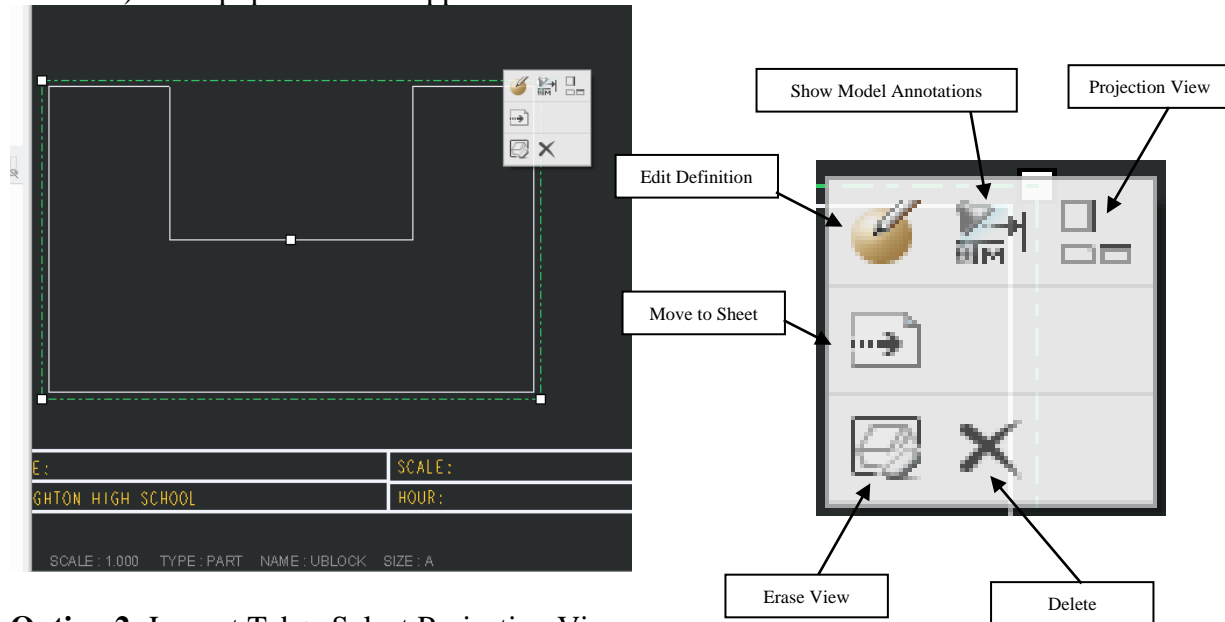 Show Model Annotations
Projection View
Edit Definition
Move to Sheet
SCALE:
GHTON HIGH SCHOOL
HOUR:
SCALE : 1.000 TYPE : PART NAME : UBLOCK SIZE : A
Erase View
Delete
Option 2: Layout Tab > Select Projection View